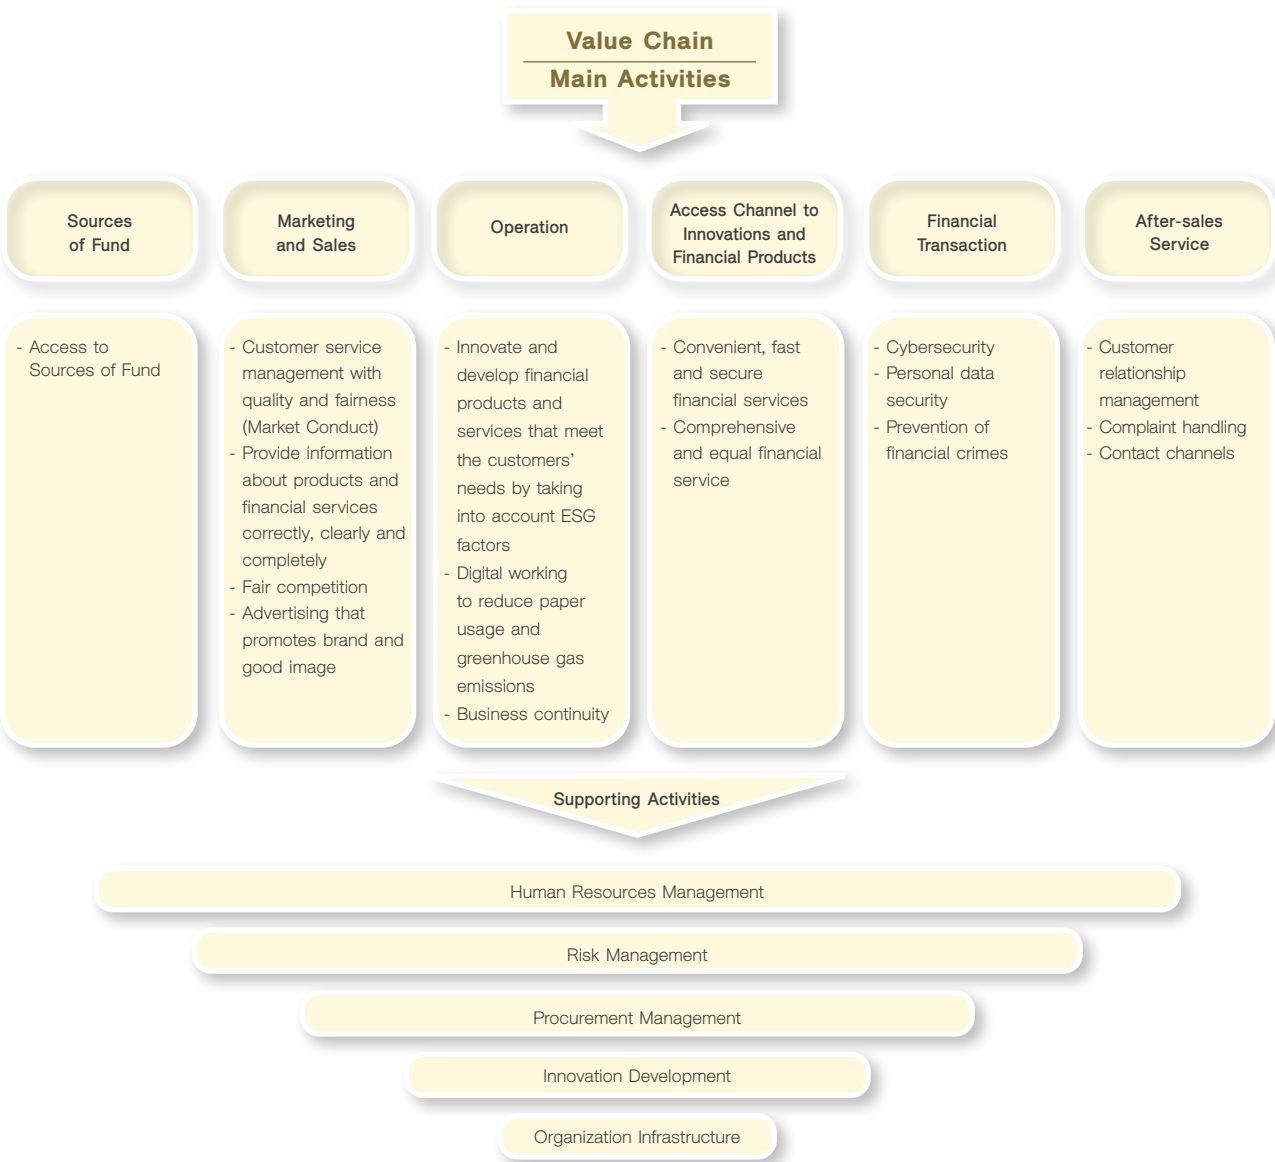 Value Chain
Main Activities
Sources
of Fund
Marketing
and Sales
Operation
Access Channel to
Innovations and
Financial Products
Financial
Transaction
After-sales
Service
- Access to
Sources of Fund
- Customer service
management with
quality and fairness
(Market Conduct)
- Provide information
about products and
financial services
correctly, clearly and
completely
- Fair competition
- Advertising that
promotes brand and
good image
- Innovate and
develop financial
products and
services that meet
the customers’
needs by taking
into account ESG
factors
- Digital working
to reduce paper
usage and
greenhouse gas
emissions
- Business continuity
- Convenient, fast
and secure
financial services
- Comprehensive
and equal financial
service
- Cybersecurity
- Personal data
security
- Prevention of
financial crimes
- Customer
relationship
management
- Complaint handling
- Contact channels
Supporting Activities
Human Resources Management
Risk Management
Procurement Management
Innovation Development
Organization Infrastructure